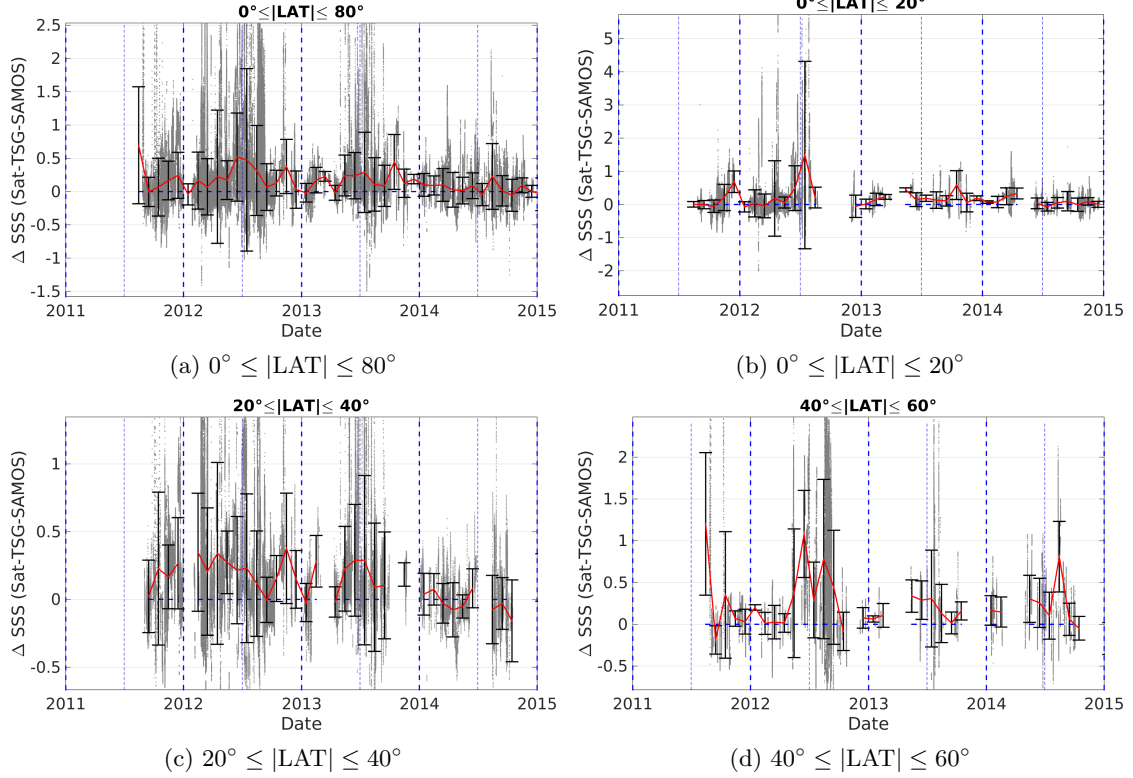 0°≤|LAT|≤ 80°
2.5
2
1.5
1
0.5
0
-0.5
-1
-1.5
Δ SSS (Sat-TSG-SAMOS)
2011 2012 2013 2014 2015
Date
(a) 0° ≤ |LAT| ≤ 80°
0°≤|LAT|≤ 20°
5
4
3
2
1
0
-1
-2
Δ SSS (Sat-TSG-SAMOS)
2011 2012 2013 2014 2015
Date
(b) 0° ≤ |LAT| ≤ 20°
20°≤|LAT|≤ 40°
1
0.5
0
-0.5
Δ SSS (Sat-TSG-SAMOS)
2011 2012 2013 2014 2015
Date
(c) 20° ≤ |LAT| ≤ 40°
40°≤|LAT|≤ 60°
2
1.5
1
0.5
0
-0.5
Δ SSS (Sat-TSG-SAMOS)
2011 2012 2013 2014 2015
Date
(d) 40° ≤ |LAT| ≤ 60°